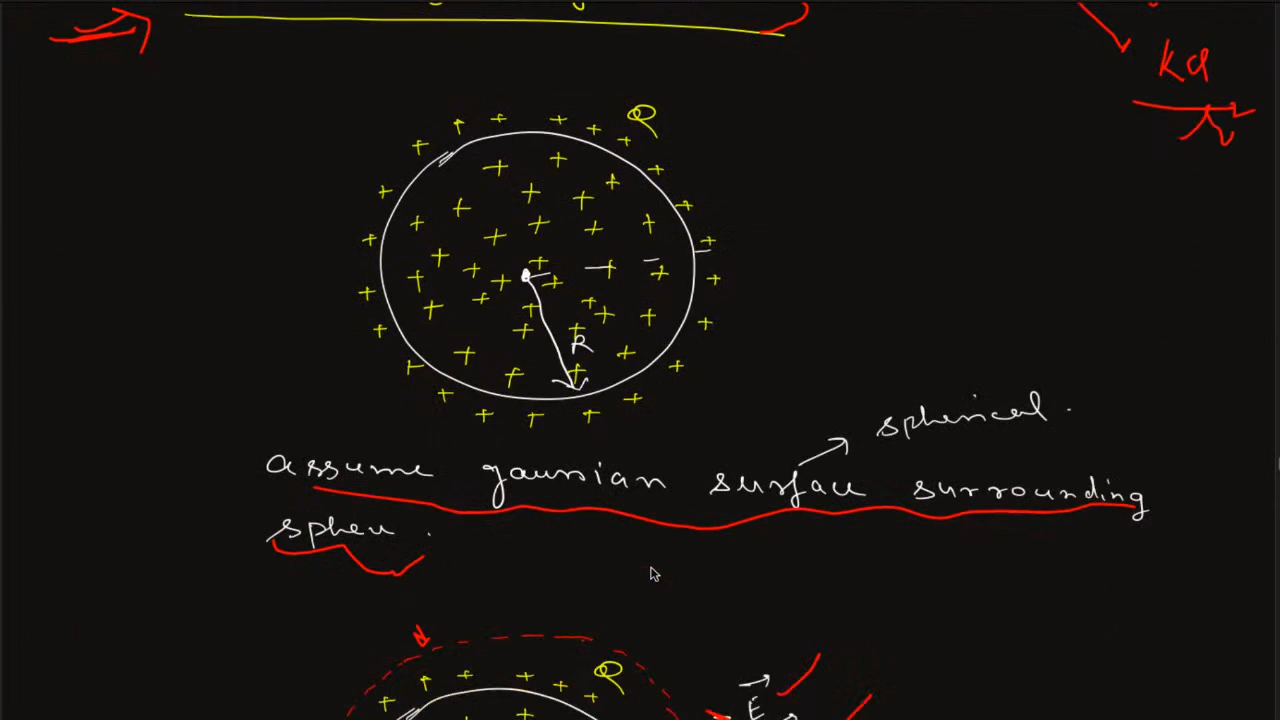 kq
Q
R
spherical.
assume gaussian surface surrounding
sphere.
Q
E